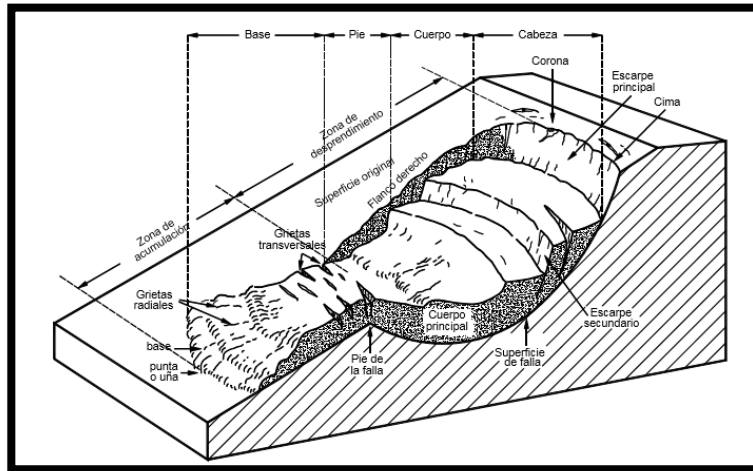 Base
Pie
Cuerpo
Cabeza
Corona
Escarpe
principal
Cima
Zona de
desprendimiento
Superficie original
Flanco derecho
Zona de
acumulación
Grietas
transversales
Grietas
radiales
base
punta
o uña
Cuerpo
principal
Escarpe
secundario
Pie de
la falla
Superficie
de falla